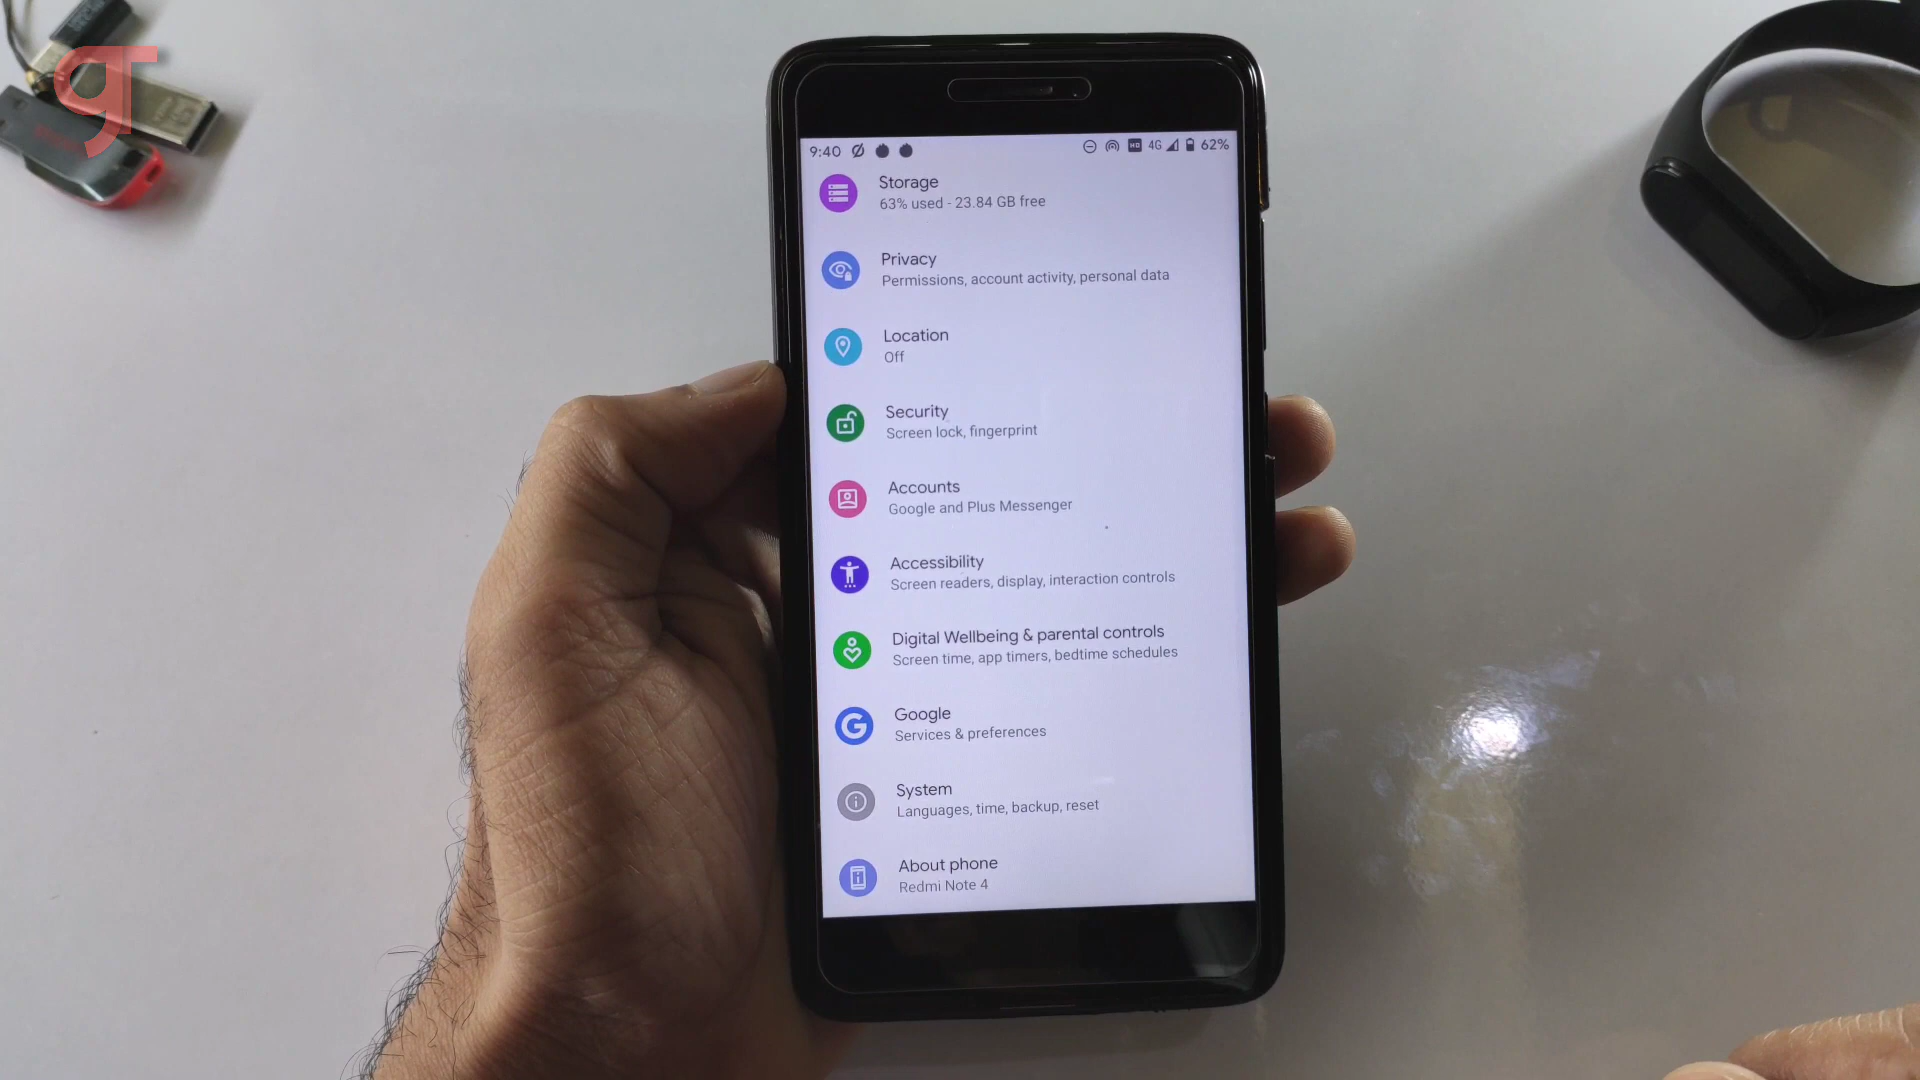 gT
9:40 HD 4G 62%
Storage
63% used - 23.84 GB free
Privacy
Permissions, account activity, personal data
Location
Off
Security
Screen lock, fingerprint
Accounts
Google and Plus Messenger
Accessibility
Screen readers, display, interaction controls
Digital Wellbeing & parental controls
Screen time, app timers, bedtime schedules
Google
Services & preferences
System
Languages, time, backup, reset
About phone
Redmi Note 4